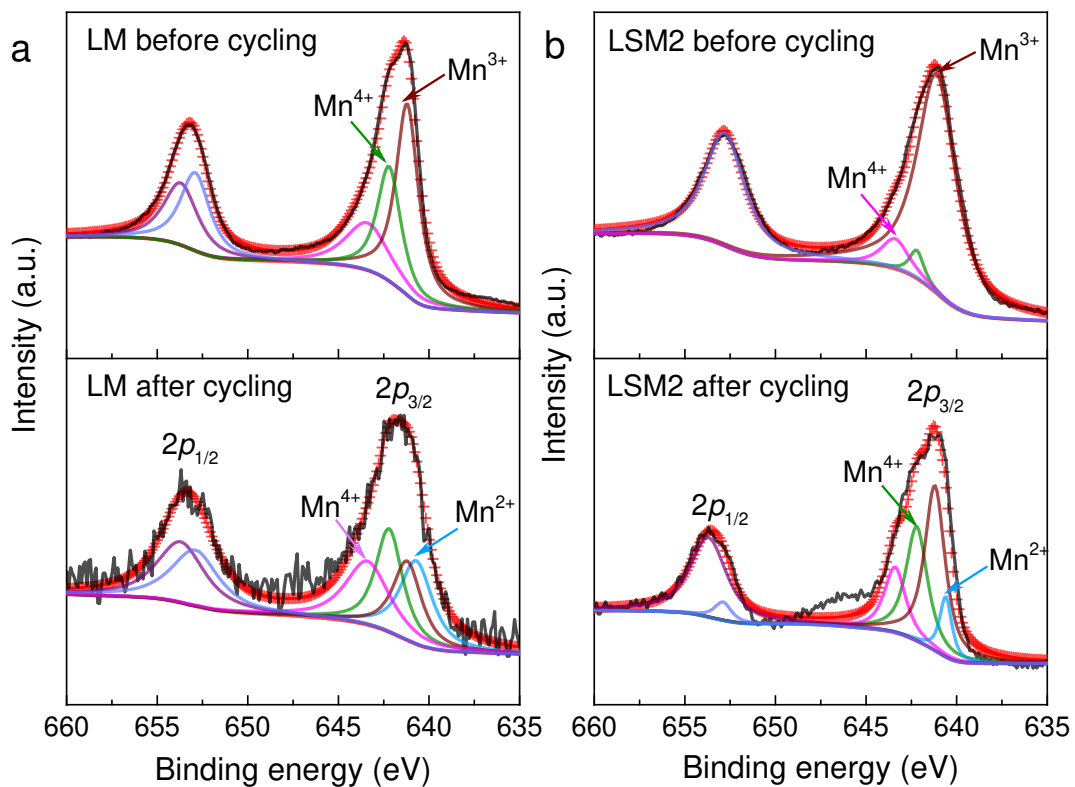 a
LM before cycling
Mn³⁺
Mn⁴⁺
LM after cycling
2p₃/₂
2p₁/₂
Mn⁴⁺
Mn²⁺
Intensity (a.u.)
660 655 650 645 640 635
Binding energy (eV)
b
LSM2 before cycling
Mn³⁺
Mn⁴⁺
LSM2 after cycling
2p₃/₂
Mn⁴⁺
2p₁/₂
Mn²⁺
Intensity (a.u.)
660 655 650 645 640 635
Binding energy (eV)